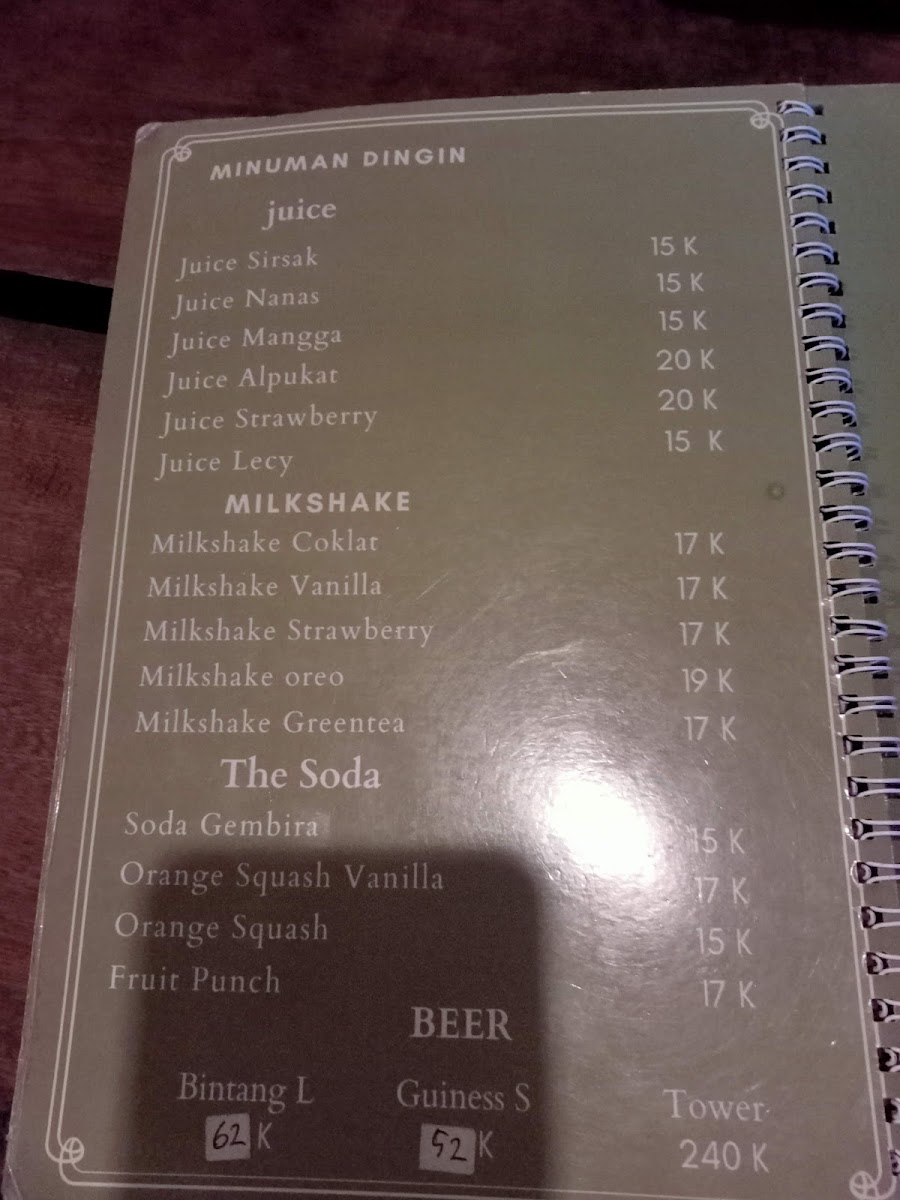 MINUMAN DINGIN
juice
Juice Sirsak 15 K
Juice Nanas 15 K
Juice Mangga 15 K
Juice Alpukat 20 K
Juice Strawberry 20 K
Juice Lecy 15 K
MILKSHAKE
Milkshake Coklat 17 K
Milkshake Vanilla 17 K
Milkshake Strawberry 17 K
Milkshake oreo 19 K
Milkshake Greentea 17 K
The Soda
Soda Gembira 15 K
Orange Squash Vanilla 17 K
Orange Squash 15 K
Fruit Punch 17 K
BEER
Bintang L Guiness S Tower
62 K 52 K 240 K